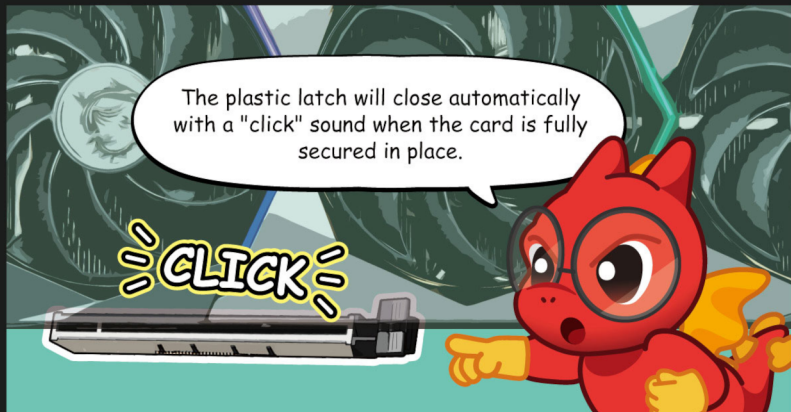 The plastic latch will close automatically
with a "click" sound when the card is fully
secured in place.
CLICK